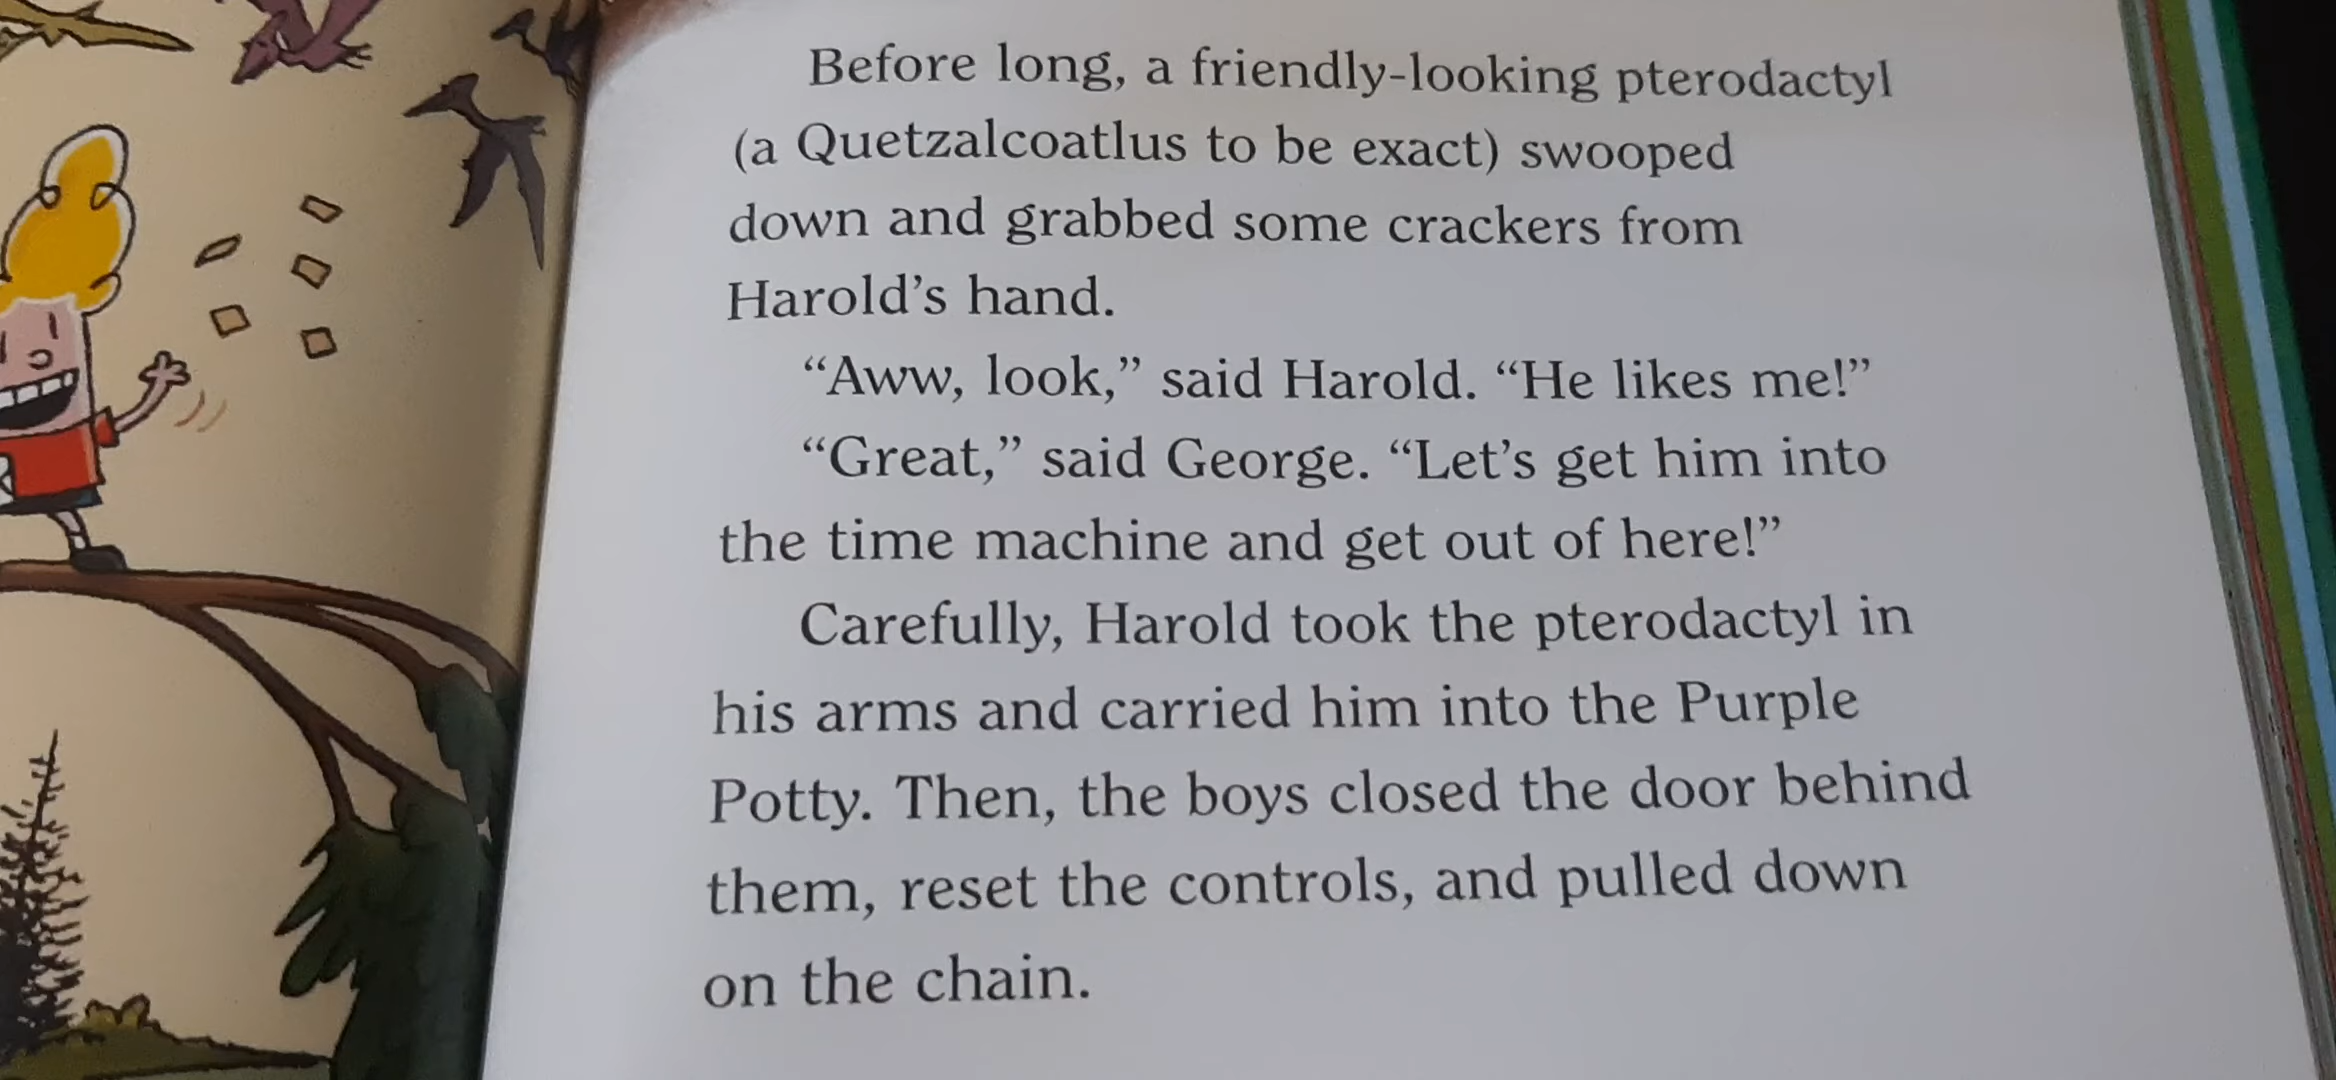 Before long, a friendly-looking pterodactyl
(a Quetzalcoatlus to be exact) swooped
down and grabbed some crackers from
Harold’s hand.
“Aww, look,” said Harold. “He likes me!”
“Great,” said George. “Let’s get him into
the time machine and get out of here!”
Carefully, Harold took the pterodactyl in
his arms and carried him into the Purple
Potty. Then, the boys closed the door behind
them, reset the controls, and pulled down
on the chain.